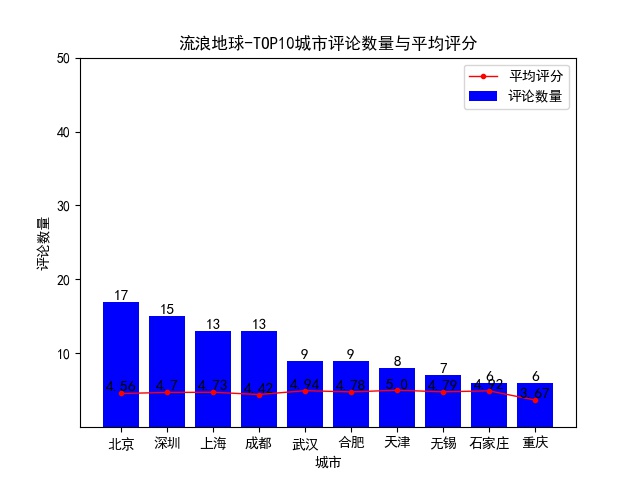 流浪地球-TOP10城市评论数量与平均评分
平均评分
评论数量
评论数量
50
40
30
20
10
17 15 13 13 9 9 8 7 6 6
4.56 4.7 4.73 4.42 4.94 4.78 5.0 4.79 4.92 3.67
北京 深圳 上海 成都 武汉 合肥 天津 无锡 石家庄 重庆
城市